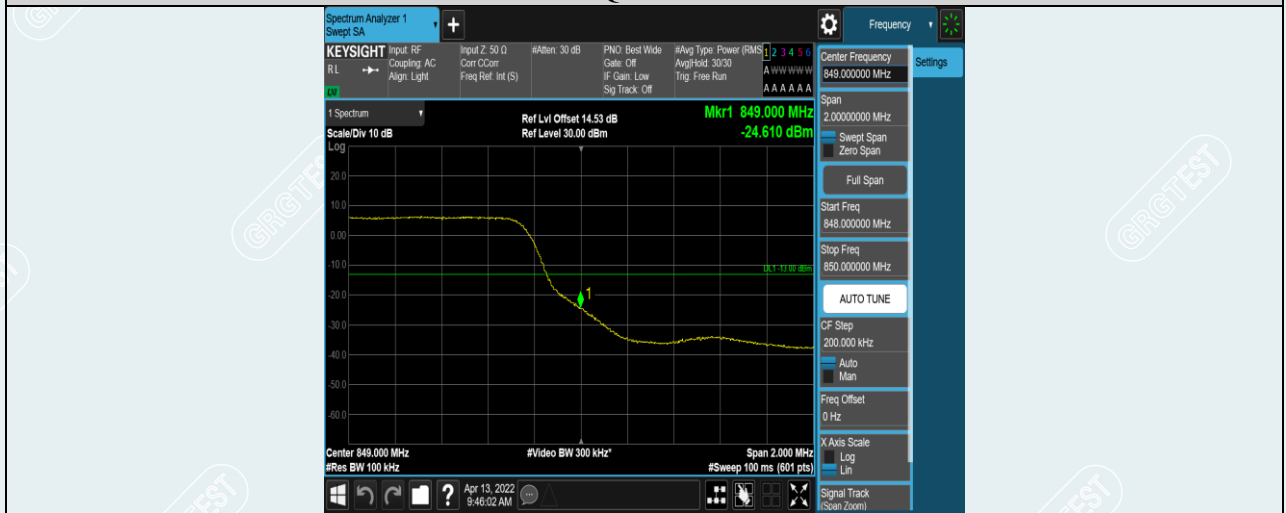 Spectrum Analyzer 1
Swept SA
+
Frequency
KEYSIGHT
RL
LXI
Input: RF
Coupling: AC
Align: Light
Input Z: 50 Ω
Corr CCorr
Freq Ref: Int (S)
#Atten: 30 dB
PNO: Best Wide
Gate: Off
IF Gain: Low
Sig Track: Off
#Avg Type: Power (RMS
Avg|Hold: 30/30
Trig: Free Run
1 2 3 4 5 6
A W W W W W
A A A A A A
1 Spectrum
Scale/Div 10 dB
Log
Ref Lvl Offset 14.53 dB
Ref Level 30.00 dBm
Mkr1 849.000 MHz
-24.610 dBm
20.0
10.0
0.00
-10.0
-20.0
-30.0
-40.0
-50.0
-60.0
DL1 -13.00 dBm
1
Center 849.000 MHz
#Res BW 100 kHz
#Video BW 300 kHz*
Span 2.000 MHz
#Sweep 100 ms (601 pts)
?
Apr 13, 2022
9:46:02 AM
Center Frequency
849.000000 MHz
Settings
Span
2.00000000 MHz
Swept Span
Zero Span
Full Span
Start Freq
848.000000 MHz
Stop Freq
850.000000 MHz
AUTO TUNE
CF Step
200.000 kHz
Auto
Man
Freq Offset
0 Hz
X Axis Scale
Log
Lin
Signal Track
(Span Zoom)
GRGTEST
GRGTEST